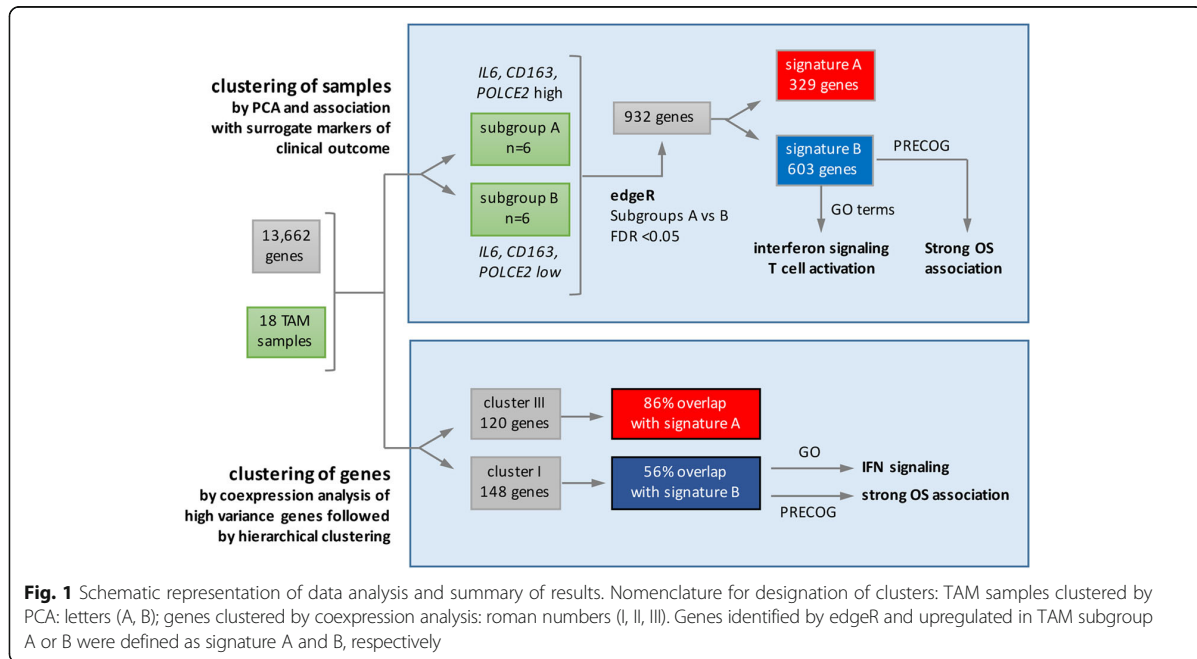 clustering of samples
by PCA and association
with surrogate markers of
clinical outcome
13,662
genes
18 TAM
samples
IL6, CD163,
POLCE2 high
subgroup A
n=6
subgroup B
n=6
IL6, CD163,
POLCE2 low
edgeR
Subgroups A vs B
FDR <0.05
932 genes
signature A
329 genes
signature B
603 genes
PRECOG
GO terms
interferon signaling
T cell activation
Strong OS
association
clustering of genes
by coexpression analysis of
high variance genes followed
by hierarchical clustering
cluster III
120 genes
86% overlap
with signature A
cluster I
148 genes
56% overlap
with signature B
GO
IFN signaling
PRECOG
strong OS association
Fig. 1 Schematic representation of data analysis and summary of results. Nomenclature for designation of clusters: TAM samples clustered by
PCA: letters (A, B); genes clustered by coexpression analysis: roman numbers (I, II, III). Genes identified by edgeR and upregulated in TAM subgroup
A or B were defined as signature A and B, respectively